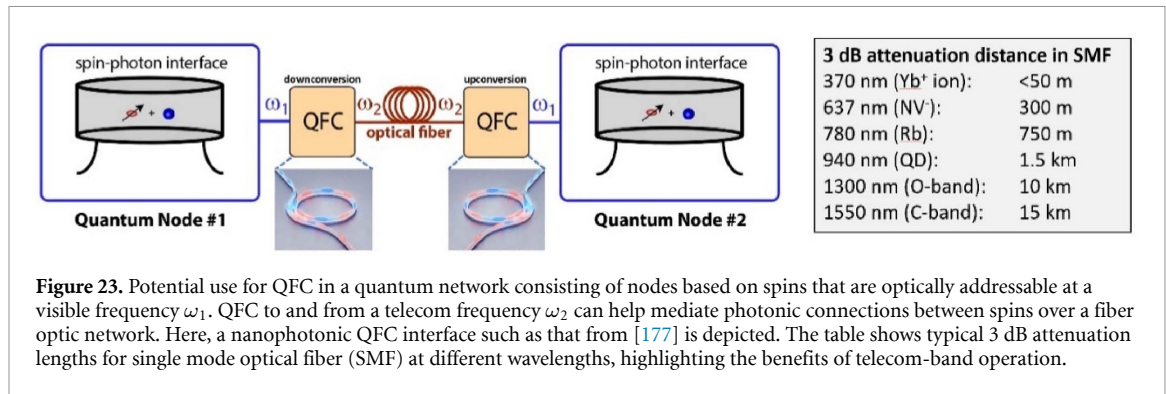 spin-photon interface
Quantum Node #1
downconversion
upconversion
ω₁
QFC
ω₂
ω₂
QFC
ω₁
optical fiber
spin-photon interface
Quantum Node #2
3 dB attenuation distance in SMF
370 nm (Yb⁺ ion): <50 m
637 nm (NV⁻): 300 m
780 nm (Rb): 750 m
940 nm (QD): 1.5 km
1300 nm (O-band): 10 km
1550 nm (C-band): 15 km
Figure 23. Potential use for QFC in a quantum network consisting of nodes based on spins that are optically addressable at a
visible frequency ω₁. QFC to and from a telecom frequency ω₂ can help mediate photonic connections between spins over a fiber
optic network. Here, a nanophotonic QFC interface such as that from [177] is depicted. The table shows typical 3 dB attenuation
lengths for single mode optical fiber (SMF) at different wavelengths, highlighting the benefits of telecom-band operation.